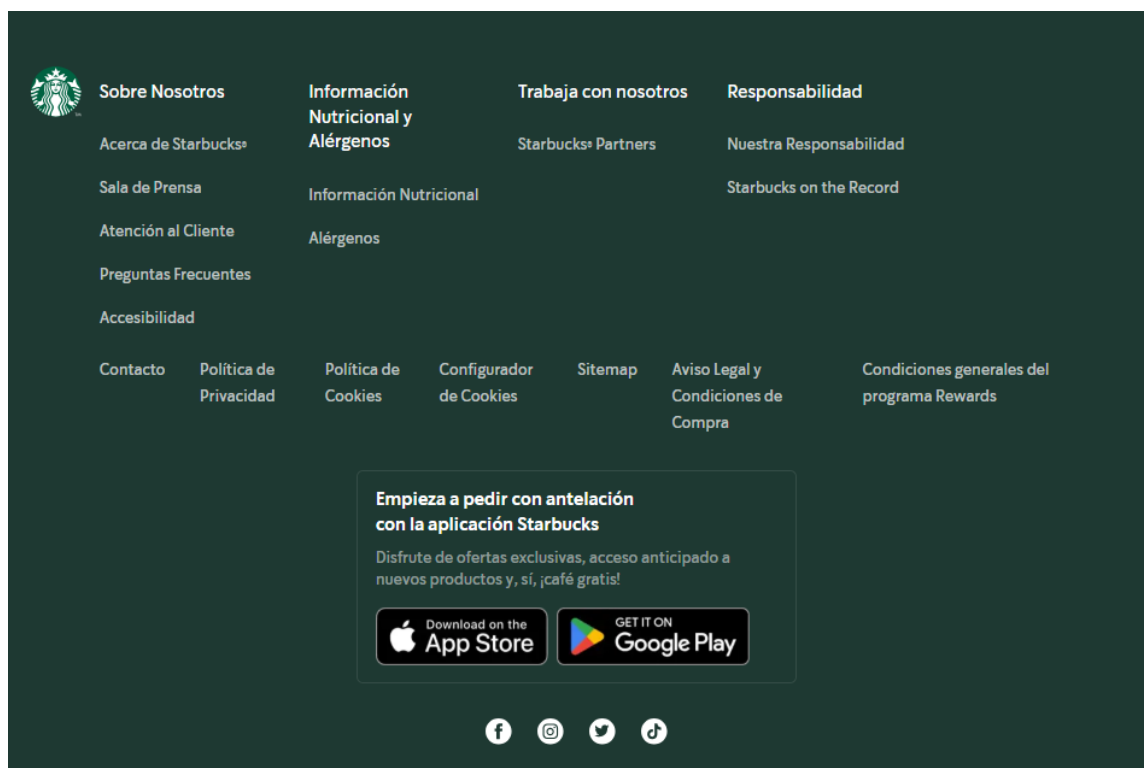 Sobre Nosotros
Acerca de Starbucks®
Sala de Prensa
Atención al Cliente
Preguntas Frecuentes
Accesibilidad
Información
Nutricional y
Alérgenos
Información Nutricional
Alérgenos
Trabaja con nosotros
Starbucks® Partners
Responsabilidad
Nuestra Responsabilidad
Starbucks on the Record
Contacto
Política de
Privacidad
Política de
Cookies
Configurador
de Cookies
Sitemap
Aviso Legal y
Condiciones de
Compra
Condiciones generales del
programa Rewards
Empieza a pedir con antelación
con la aplicación Starbucks
Disfrute de ofertas exclusivas, acceso anticipado a
nuevos productos y, sí, ¡café gratis!
Download on the
App Store
GET IT ON
Google Play